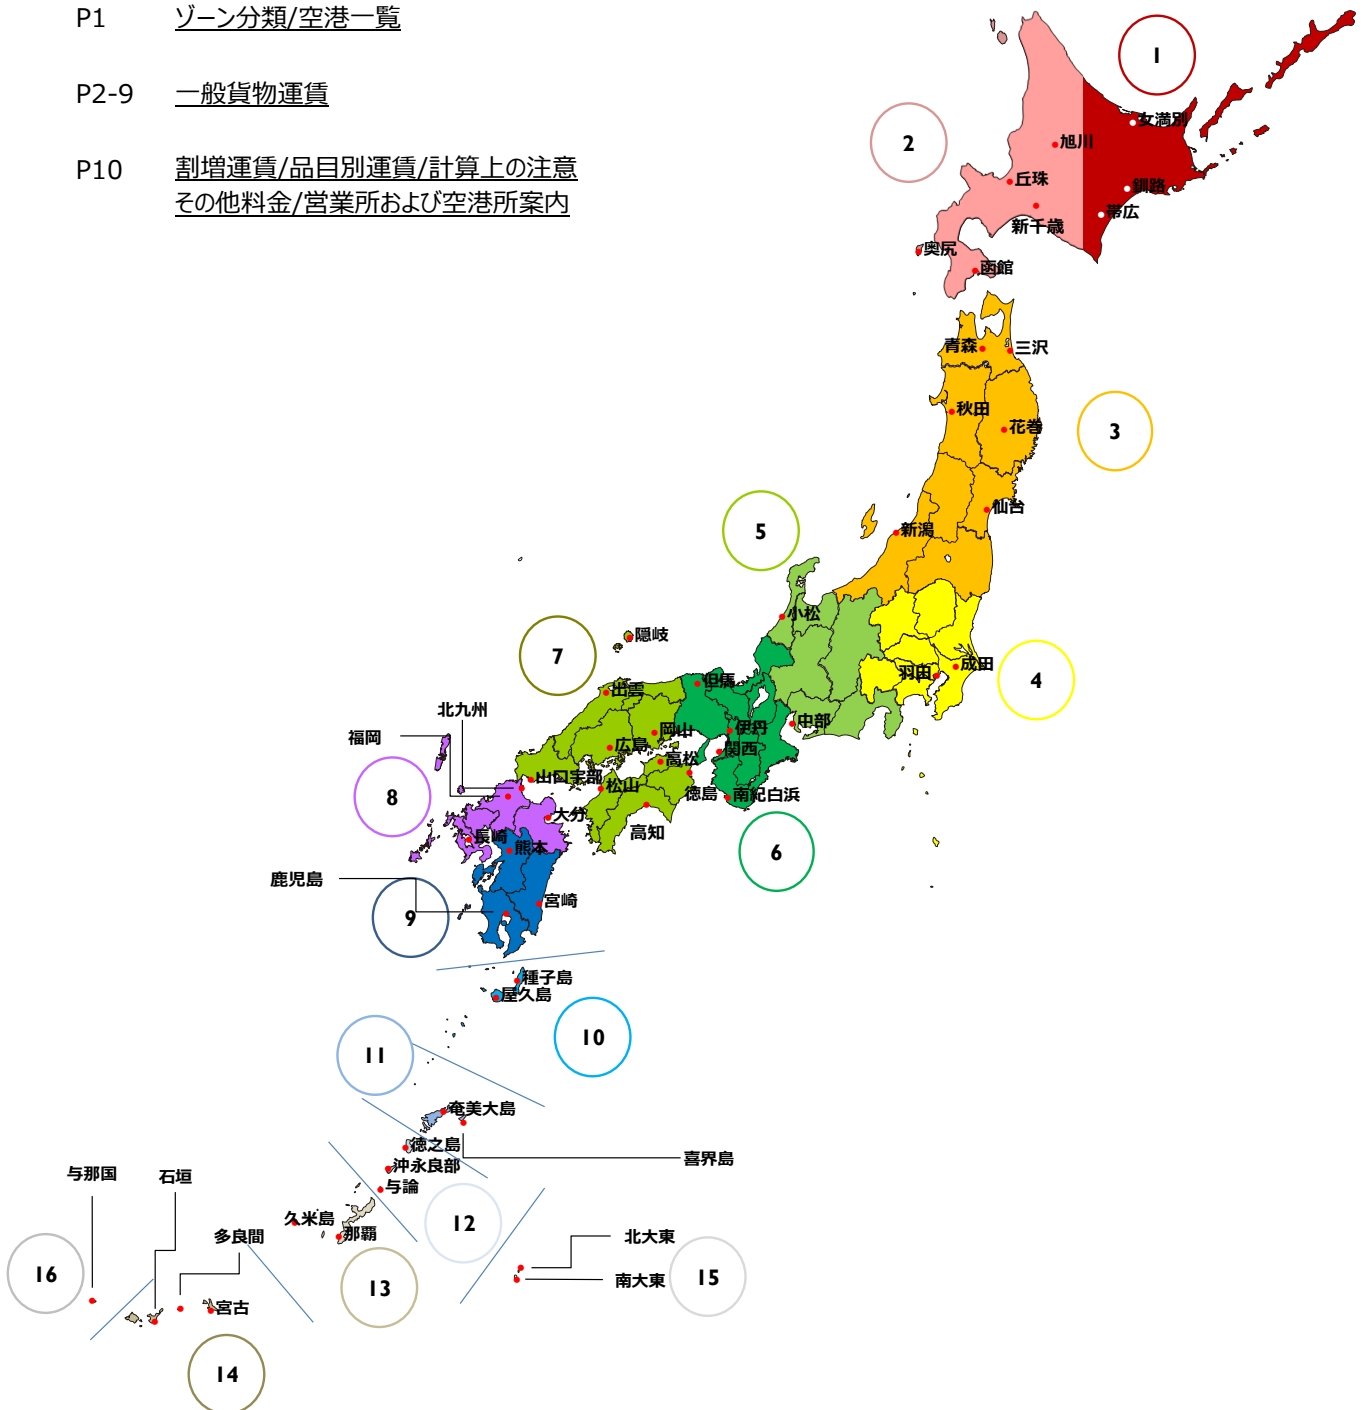 P1 ゾーン分類/空港一覧
P2-9 一般貨物運賃
P10 割増運賃/品目別運賃/計算上の注意
その他料金/営業所および空港所案内
1
女満別
2
旭川
丘珠
釧路
帯広
新千歳
奥尻
函館
青森
三沢
秋田
花巻
3
仙台
5
新潟
小松
隠岐
7
成田
羽田
4
但馬
出雲
北九州
中部
伊丹
岡山
福岡
広島
関西
高松
山口宇部
松山
徳島
南紀白浜
8
大分
高知
長崎
熊本
6
鹿児島
宮崎
9
種子島
屋久島
10
11
奄美大島
徳之島
喜界島
沖永良部
与那国
石垣
与論
久米島
12
那覇
多良間
北大東
16
15
南大東
13
宮古
14